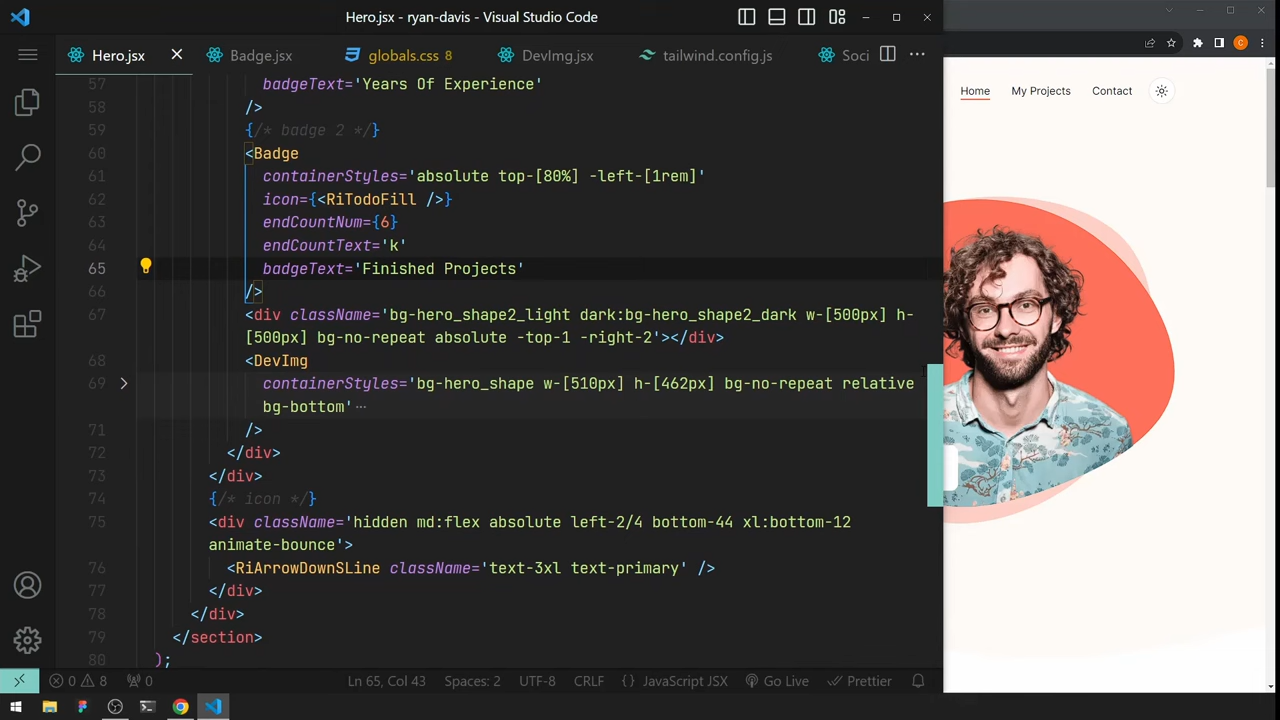 Hero.jsx - ryan-davis - Visual Studio Code
Hero.jsx Badge.jsx globals.css 8 DevImg.jsx tailwind.config.js Soci
Home My Projects Contact
57 badgeText='Years Of Experience'
58 />
59 {/* badge 2 */}
60 <Badge
61 containerStyles='absolute top-[80%] -left-[1rem]'
62 icon={<RiTodoFill />}
63 endCountNum={6}
64 endCountText='k'
65 badgeText='Finished Projects'
66 />
67 <div className='bg-hero_shape2_light dark:bg-hero_shape2_dark w-[500px] h-
[500px] bg-no-repeat absolute -top-1 -right-2'></div>
68 <DevImg
69 containerStyles='bg-hero_shape w-[510px] h-[462px] bg-no-repeat relative
bg-bottom'
71 />
72 </div>
73 </div>
74 {/* icon */}
75 <div className='hidden md:flex absolute left-2/4 bottom-44 xl:bottom-12
animate-bounce'>
76 <RiArrowDownSLine className='text-3xl text-primary' />
77 </div>
78 </div>
79 </section>
80 );
0 8 0 Ln 65, Col 43 Spaces: 2 UTF-8 CRLF {} JavaScript JSX Go Live Prettier